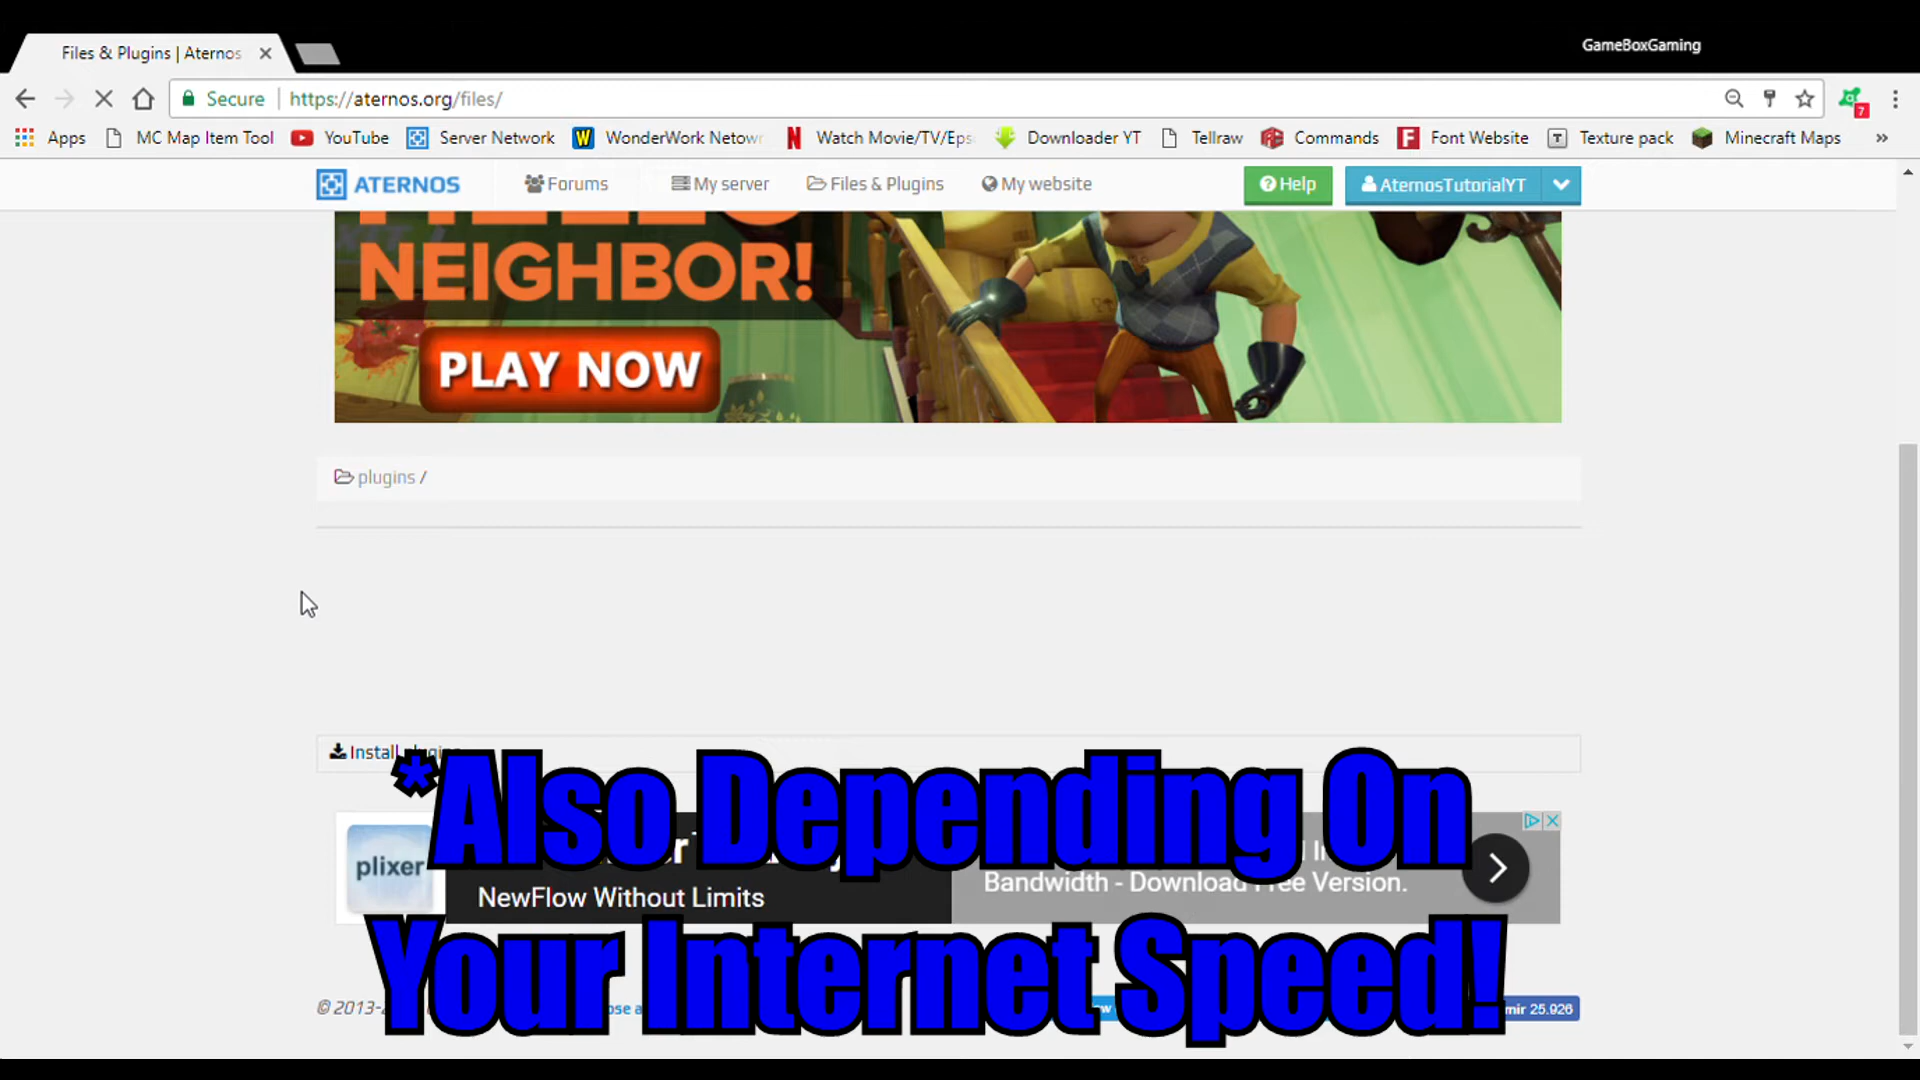 Files & Plugins | Aternos
GameBoxGaming
Secure https://aternos.org/files/
7
Apps MC Map Item Tool YouTube Server Network WonderWork Netow Watch Movie/TV/Eps Downloader YT Tellraw Commands Font Website Texture pack Minecraft Maps »
ATERNOS Forums My server Files & Plugins My website Help AternosTutorialYT
NEIGHBOR!
PLAY NOW
plugins /
Install
*Also Depending On
plixer
NewFlow Without Limits
Bandwidth - Download Free Version.
Your Internet Speed!
© 2013-
25.926